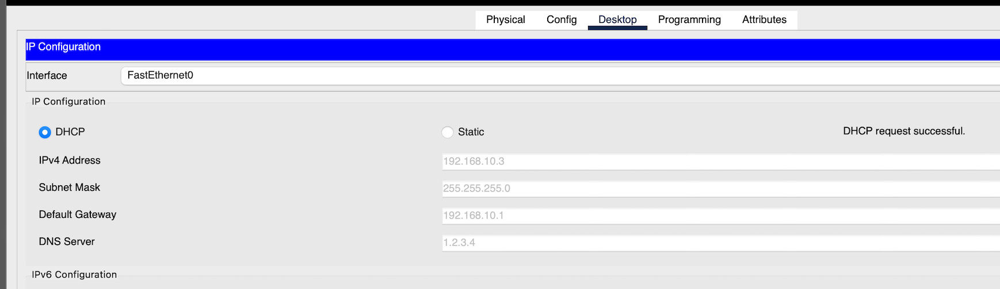 Physical Config Desktop Programming Attributes
IP Configuration
Interface FastEthernet0
IP Configuration
DHCP Static DHCP request successful.
IPv4 Address 192.168.10.3
Subnet Mask 255.255.255.0
Default Gateway 192.168.10.1
DNS Server 1.2.3.4
IPv6 Configuration